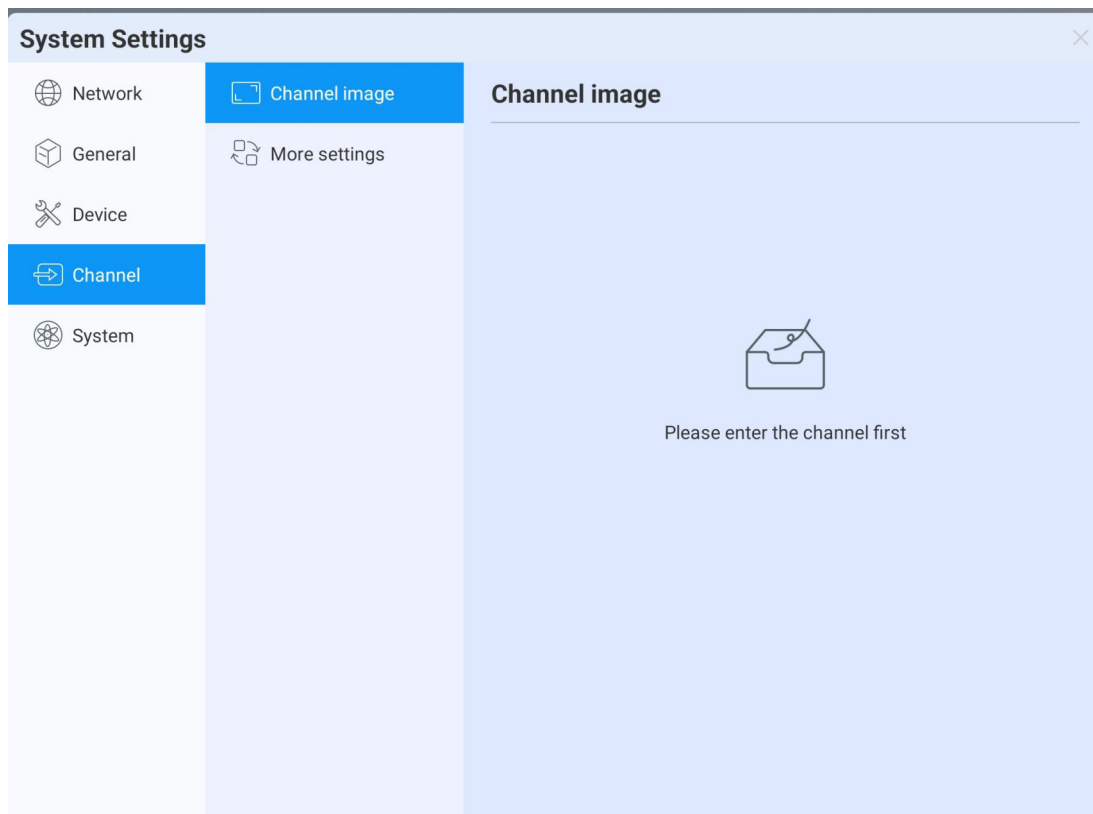 System Settings
Network
General
Device
Channel
System
Channel image
More settings
Channel image
Please enter the channel first